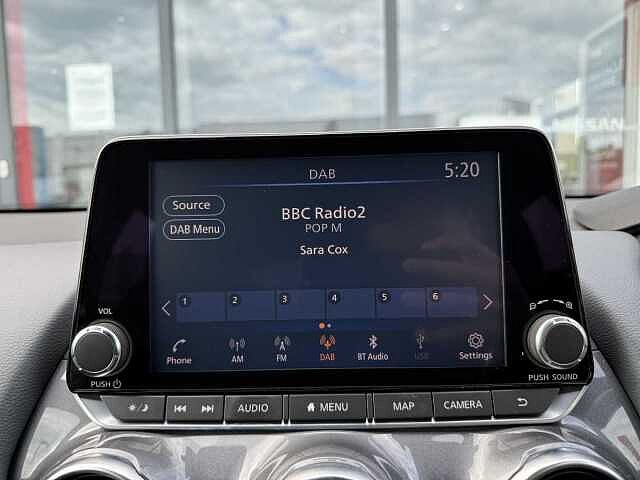 NISSAN
DAB
5:20
Source
BBC Radio2
POP M
DAB Menu
Sara Cox
1 2 3 4 5 6
VOL
Phone AM FM DAB BT Audio USB Settings
PUSH
PUSH SOUND
AUDIO MENU MAP CAMERA